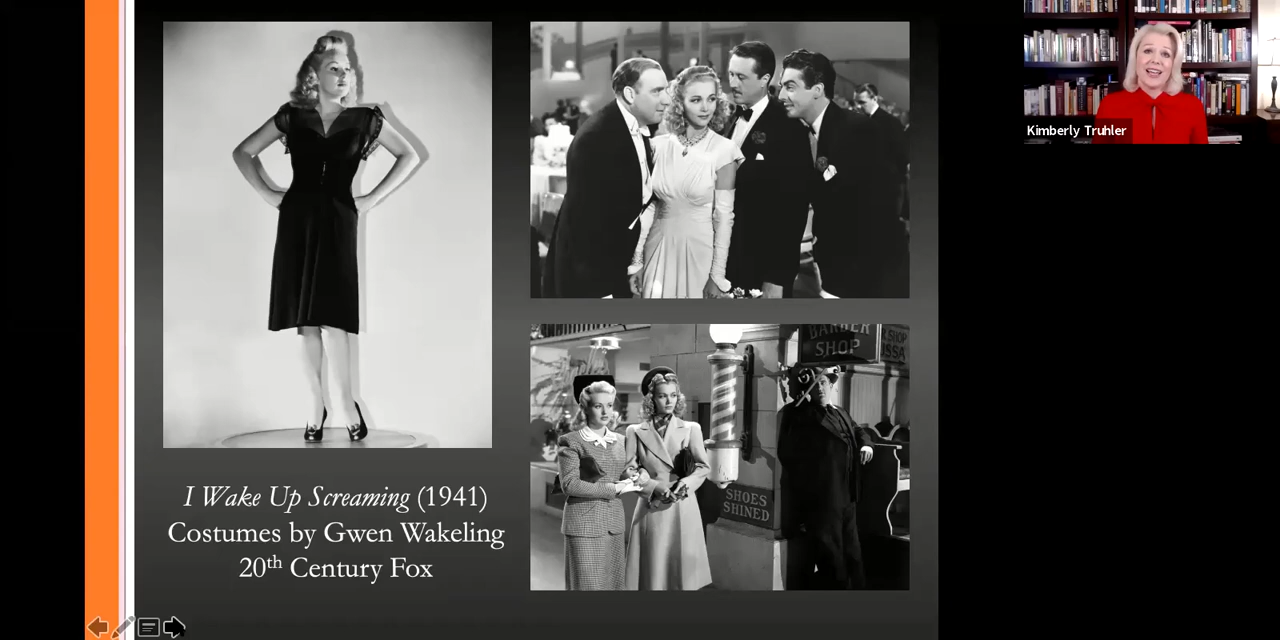 Kimberly Truhler
BARBER
SHOP
SHOES
SHINED
I Wake Up Screaming (1941)
Costumes by Gwen Wakeling
20th Century Fox